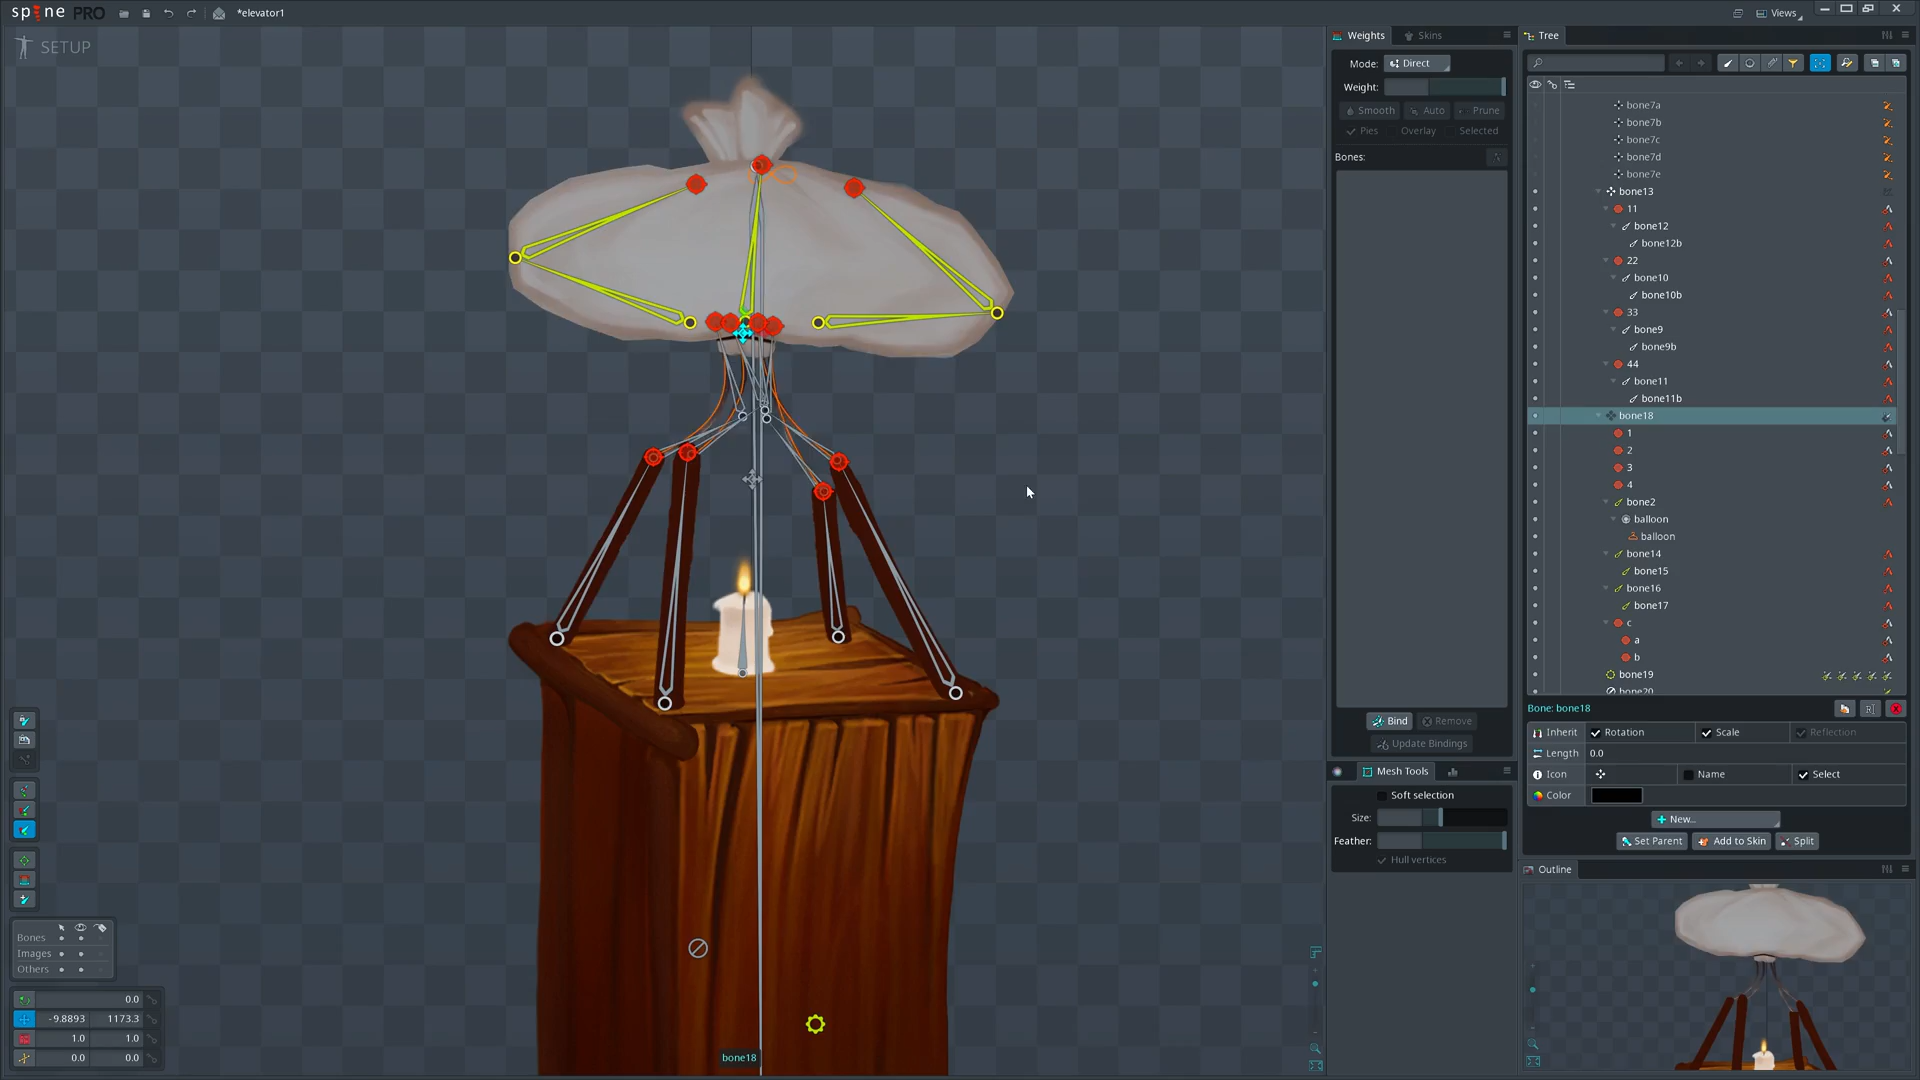 spine PRO
*elevator1
Views
SETUP
Weights
Skins
Mode:
Direct
Weight:
Smooth
Auto
Prune
Pies
Overlay
Selected
Bones:
Bind
Remove
Update Bindings
Mesh Tools
Soft selection
Size:
Feather:
Hull vertices
Tree
bone7a
bone7b
bone7c
bone7d
bone7e
bone13
11
bone12
bone12b
22
bone10
bone10b
33
bone9
bone9b
44
bone11
bone11b
bone18
1
2
3
4
bone2
balloon
balloon
bone14
bone15
bone16
bone17
c
a
b
bone19
bone20
Bone: bone18
Inherit
Rotation
Scale
Reflection
Length
0.0
Icon
Name
Select
Color
New...
Set Parent
Add to Skin
Split
Outline
Bones
Images
Others
0.0
-9.8893 1173.3
1.0 1.0
0.0 0.0
bone18